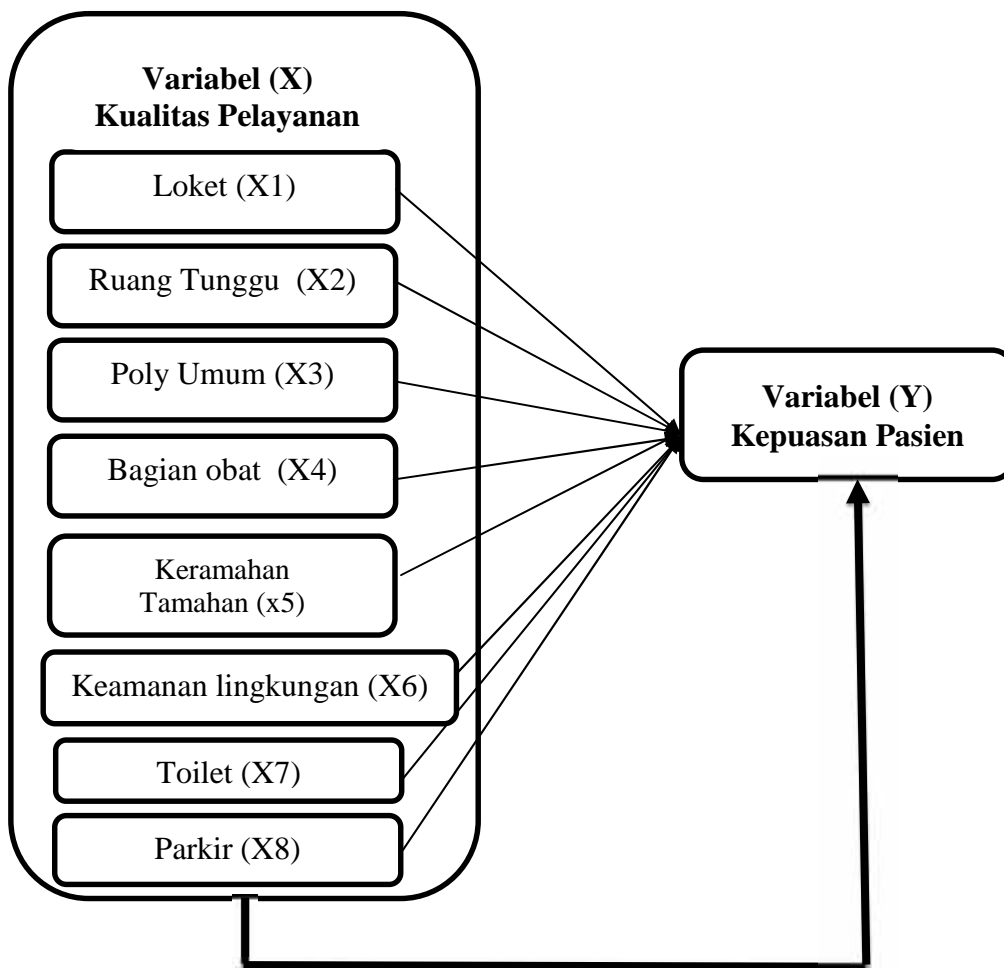 Variabel (X)
Kualitas Pelayanan
Loket (X1)
Ruang Tunggu (X2)
Poly Umum (X3)
Bagian obat (X4)
Keramahan
Tamahan (x5)
Keamanan lingkungan (X6)
Toilet (X7)
Parkir (X8)
Variabel (Y)
Kepuasan Pasien